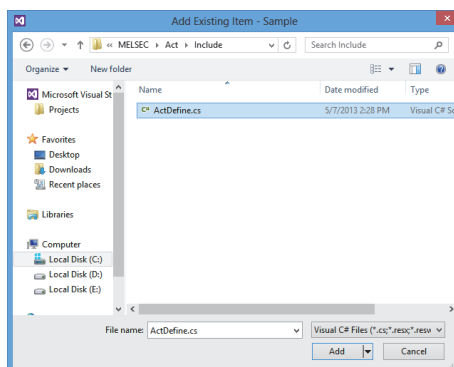 Add Existing Item - Sample
« MELSEC Act Include
Search Include
Organize New folder
Name Date modified Type
Microsoft Visual St
Projects
ActDefine.cs 5/7/2013 2:28 PM Visual C# So
Favorites
Desktop
Downloads
Recent places
Libraries
Computer
Local Disk (C:)
Local Disk (D:)
Local Disk (E:)
File name: ActDefine.cs Visual C# Files (*.cs;*.resx;*.resw
Add Cancel